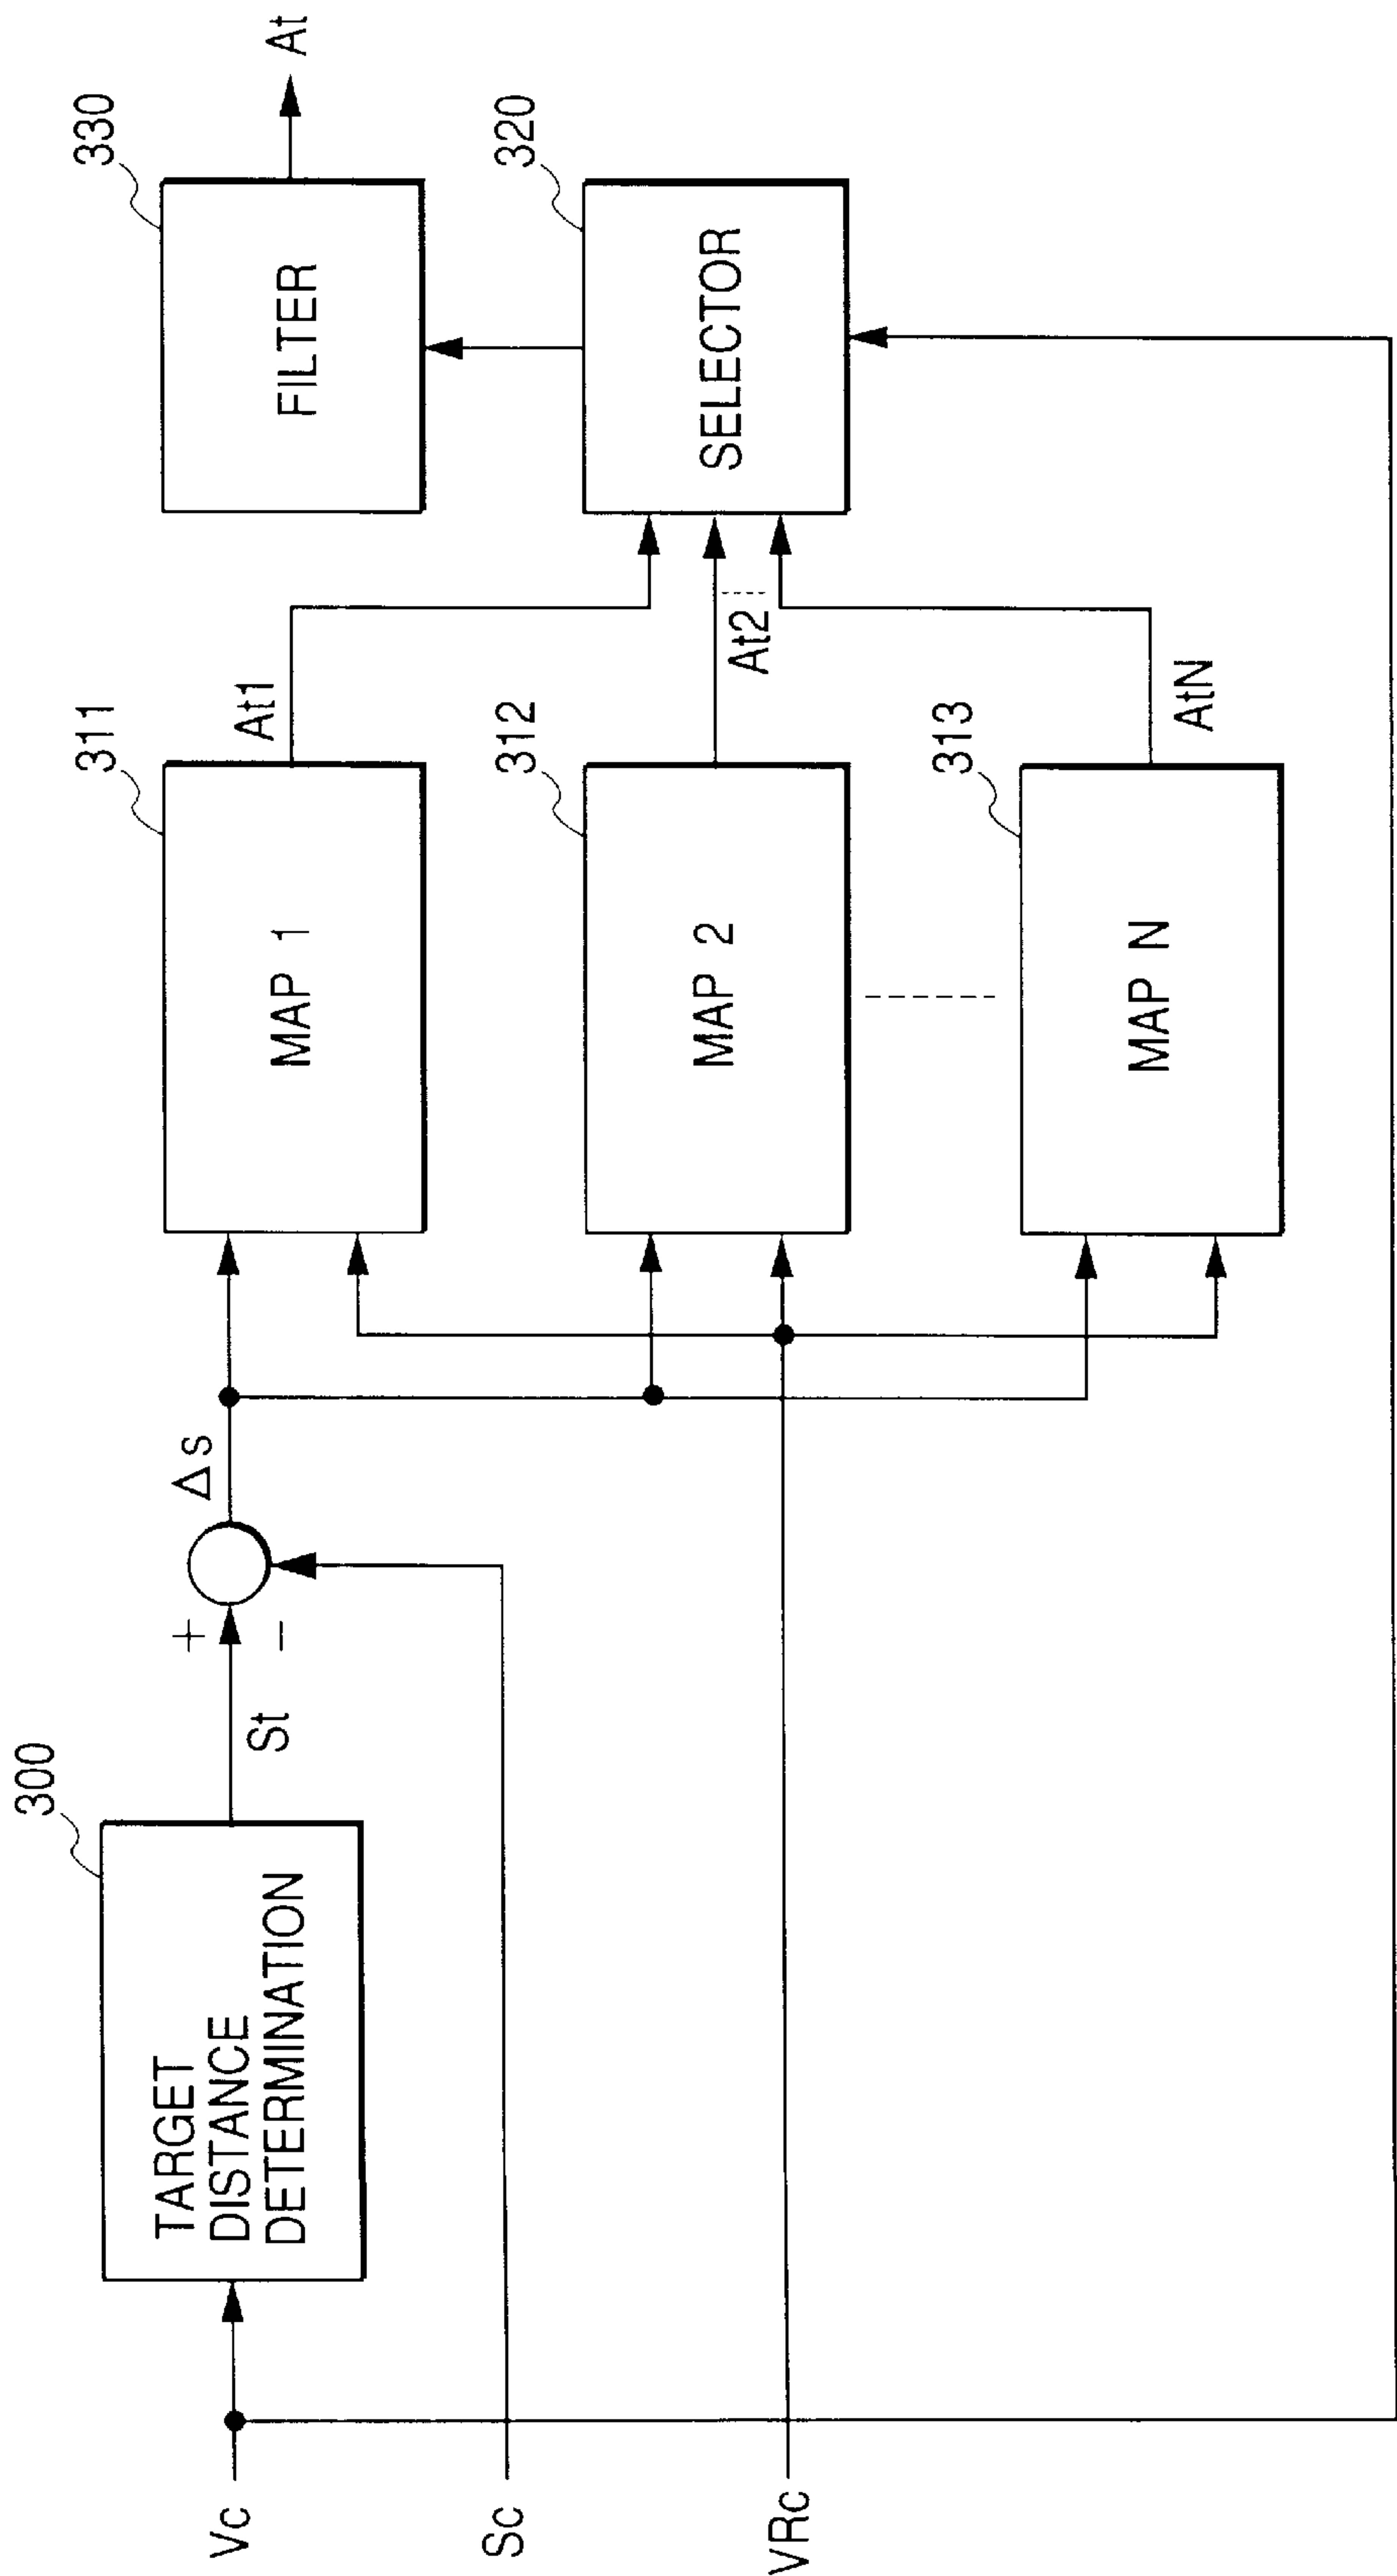 Vc
Sc
VRc
300
TARGET
DISTANCE
DETERMINATION
St
+
−
Δs
311
MAP 1
At1
312
MAP 2
At2
313
MAP N
AtN
320
SELECTOR
330
FILTER
At